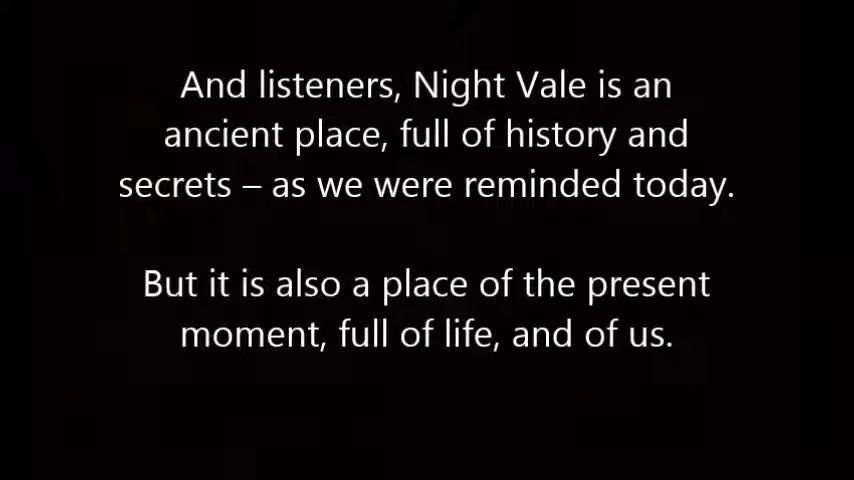 And listeners, Night Vale is an
ancient place, full of history and
secrets – as we were reminded today.
But it is also a place of the present
moment, full of life, and of us.